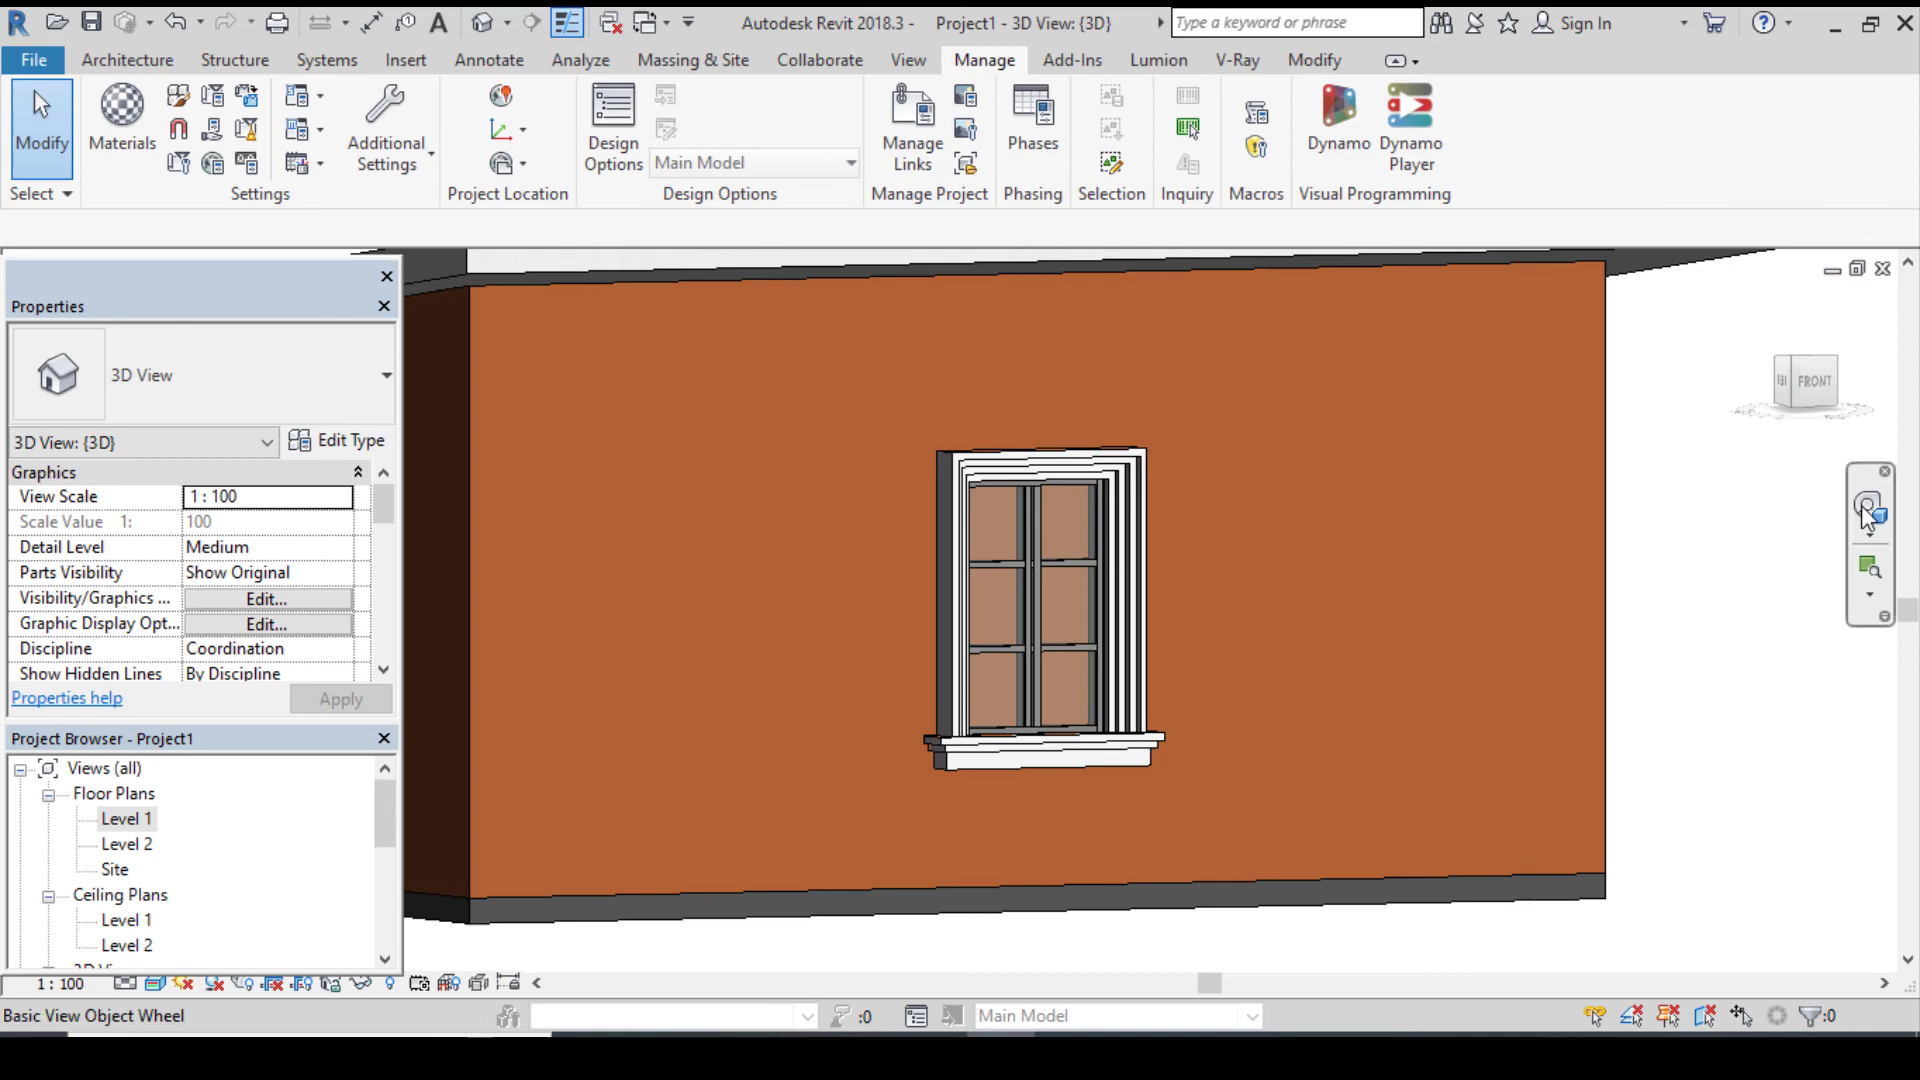 Autodesk Revit 2018.3 - Project1 - 3D View: {3D}
Type a keyword or phrase
Sign In
File Architecture Structure Systems Insert Annotate Analyze Massing & Site Collaborate View Manage Add-Ins Lumion V-Ray Modify
Modify
Materials
Additional
Settings
Design
Options
Main Model
Manage
Links
Phases
Dynamo
Dynamo
Player
Select
Settings
Project Location
Design Options
Manage Project
Phasing
Selection
Inquiry
Macros
Visual Programming
Properties
3D View
3D View: {3D}
Edit Type
Graphics
View Scale 1 : 100
Scale Value 1: 100
Detail Level Medium
Parts Visibility Show Original
Visibility/Graphics ... Edit...
Graphic Display Opt... Edit...
Discipline Coordination
Show Hidden Lines By Discipline
Properties help
Apply
Project Browser - Project1
Views (all)
Floor Plans
Level 1
Level 2
Site
Ceiling Plans
Level 1
Level 2
FRONT
1 : 100
Basic View Object Wheel
:0
Main Model
:0